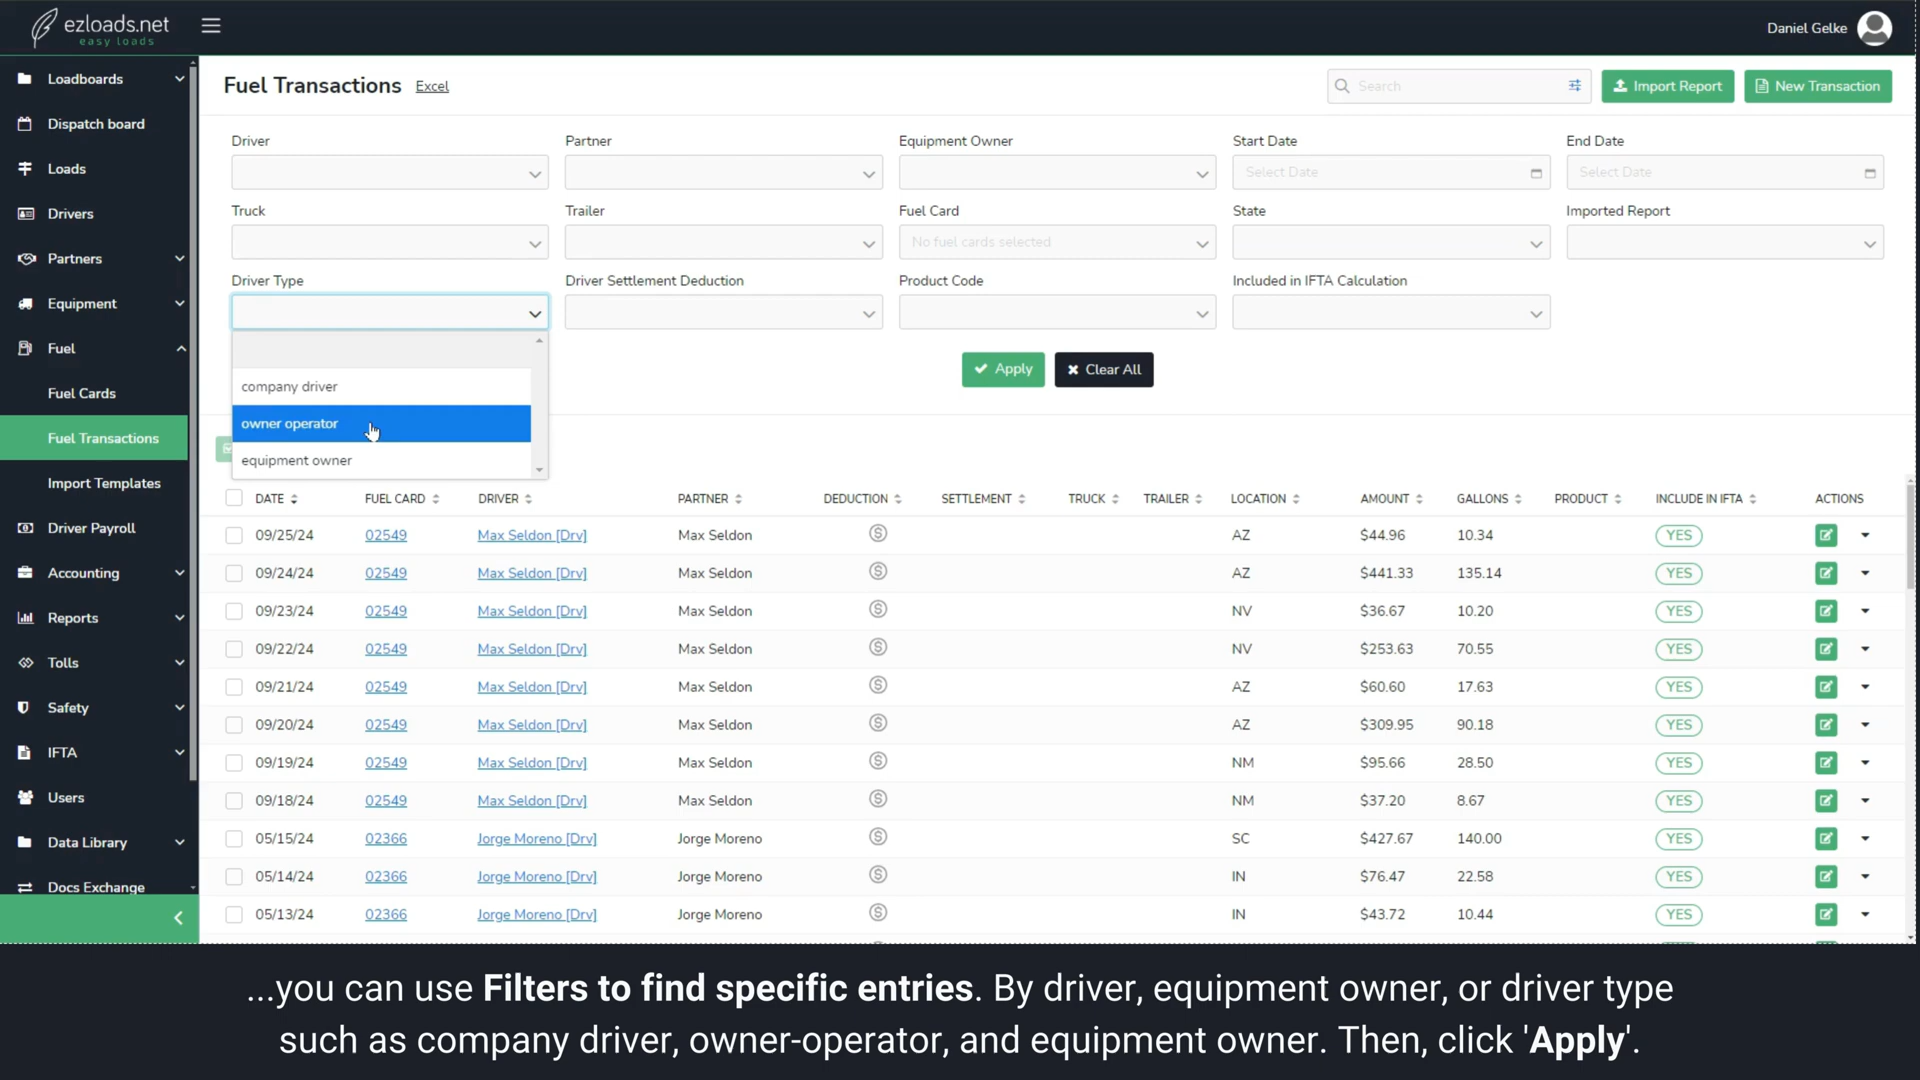 ezloads.net
easy loads
Daniel Gelke
Loadboards
Dispatch board
Loads
Drivers
Partners
Equipment
Fuel
Fuel Cards
Fuel Transactions
Import Templates
Driver Payroll
Accounting
Reports
Tolls
Safety
IFTA
Users
Data Library
Docs Exchange
Fuel Transactions Excel
Search
Import Report
New Transaction
Driver Partner Equipment Owner Start Date End Date
Select Date Select Date
Truck Trailer Fuel Card State Imported Report
No fuel cards selected
Driver Type Driver Settlement Deduction Product Code Included in IFTA Calculation
company driver
owner operator
equipment owner
Apply Clear All
DATE FUEL CARD DRIVER PARTNER DEDUCTION SETTLEMENT TRUCK TRAILER LOCATION AMOUNT GALLONS PRODUCT INCLUDE IN IFTA ACTIONS
09/25/24 02549 Max Seldon [Drv] Max Seldon AZ $44.96 10.34 YES
09/24/24 02549 Max Seldon [Drv] Max Seldon AZ $441.33 135.14 YES
09/23/24 02549 Max Seldon [Drv] Max Seldon NV $36.67 10.20 YES
09/22/24 02549 Max Seldon [Drv] Max Seldon NV $253.63 70.55 YES
09/21/24 02549 Max Seldon [Drv] Max Seldon AZ $60.60 17.63 YES
09/20/24 02549 Max Seldon [Drv] Max Seldon AZ $309.95 90.18 YES
09/19/24 02549 Max Seldon [Drv] Max Seldon NM $95.66 28.50 YES
09/18/24 02549 Max Seldon [Drv] Max Seldon NM $37.20 8.67 YES
05/15/24 02366 Jorge Moreno [Drv] Jorge Moreno SC $427.67 140.00 YES
05/14/24 02366 Jorge Moreno [Drv] Jorge Moreno IN $76.47 22.58 YES
05/13/24 02366 Jorge Moreno [Drv] Jorge Moreno IN $43.72 10.44 YES
...you can use Filters to find specific entries. By driver, equipment owner, or driver type
such as company driver, owner-operator, and equipment owner. Then, click 'Apply'.